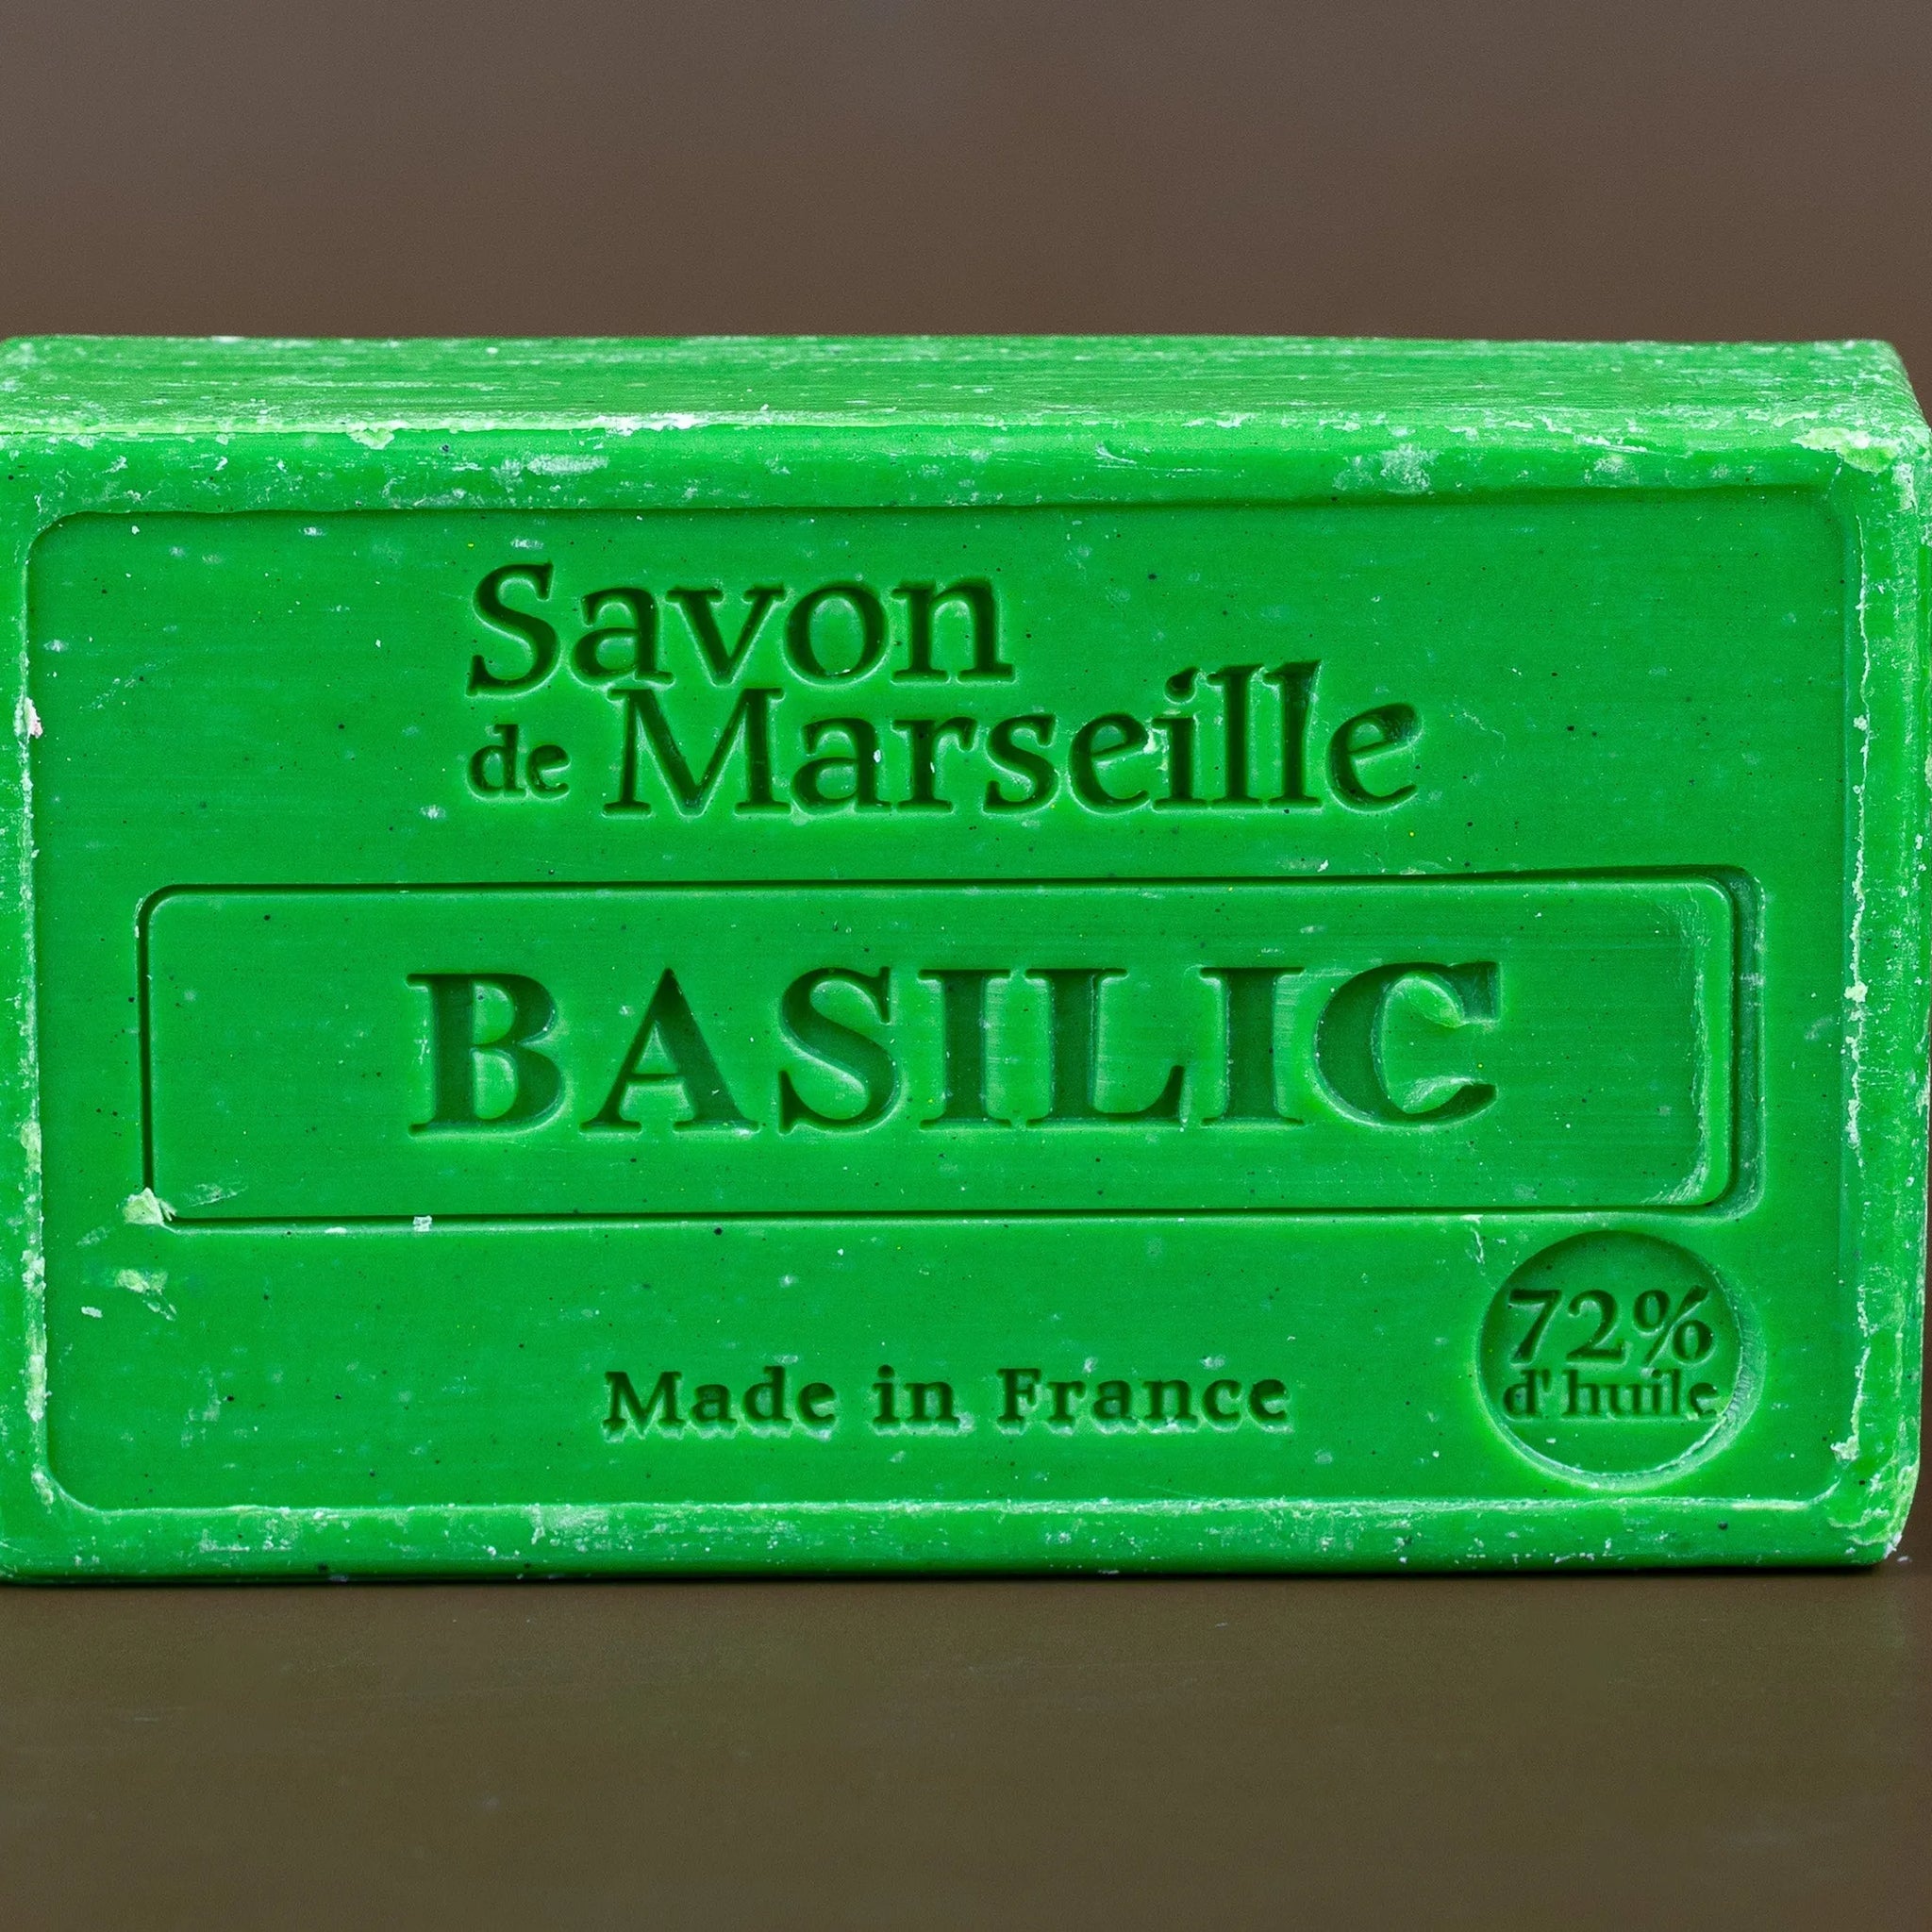 Savon
de Marseille
BASILIC
Made in France
72%
d'huile